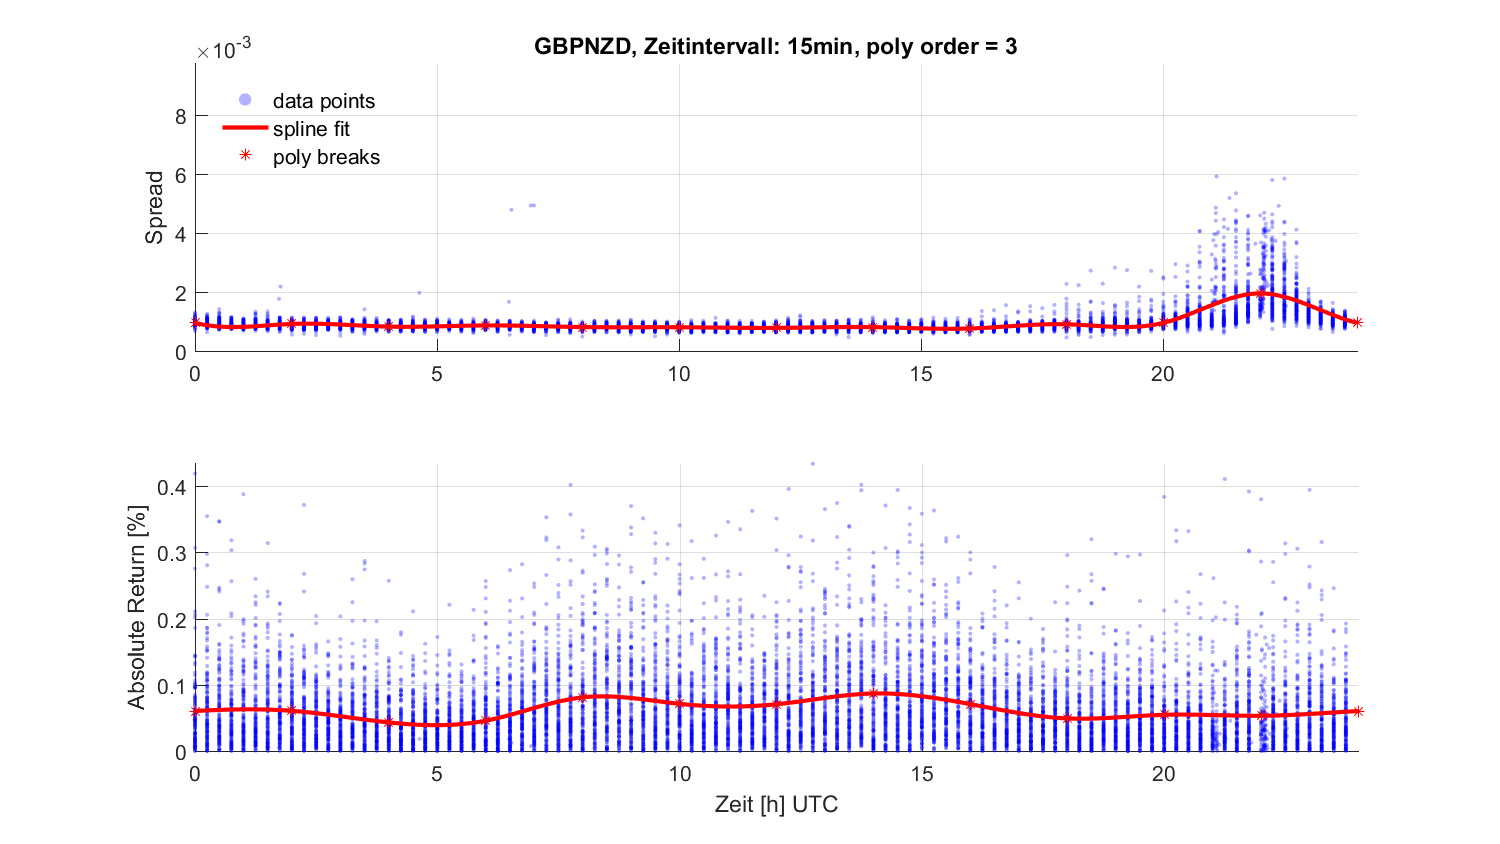 ×10-3
GBPNZD, Zeitintervall: 15min, poly order = 3
data points
spline fit
poly breaks
Spread
8
6
4
2
0
0 5 10 15 20
Absolute Return [%]
0.4
0.3
0.2
0.1
0
0 5 10 15 20
Zeit [h] UTC